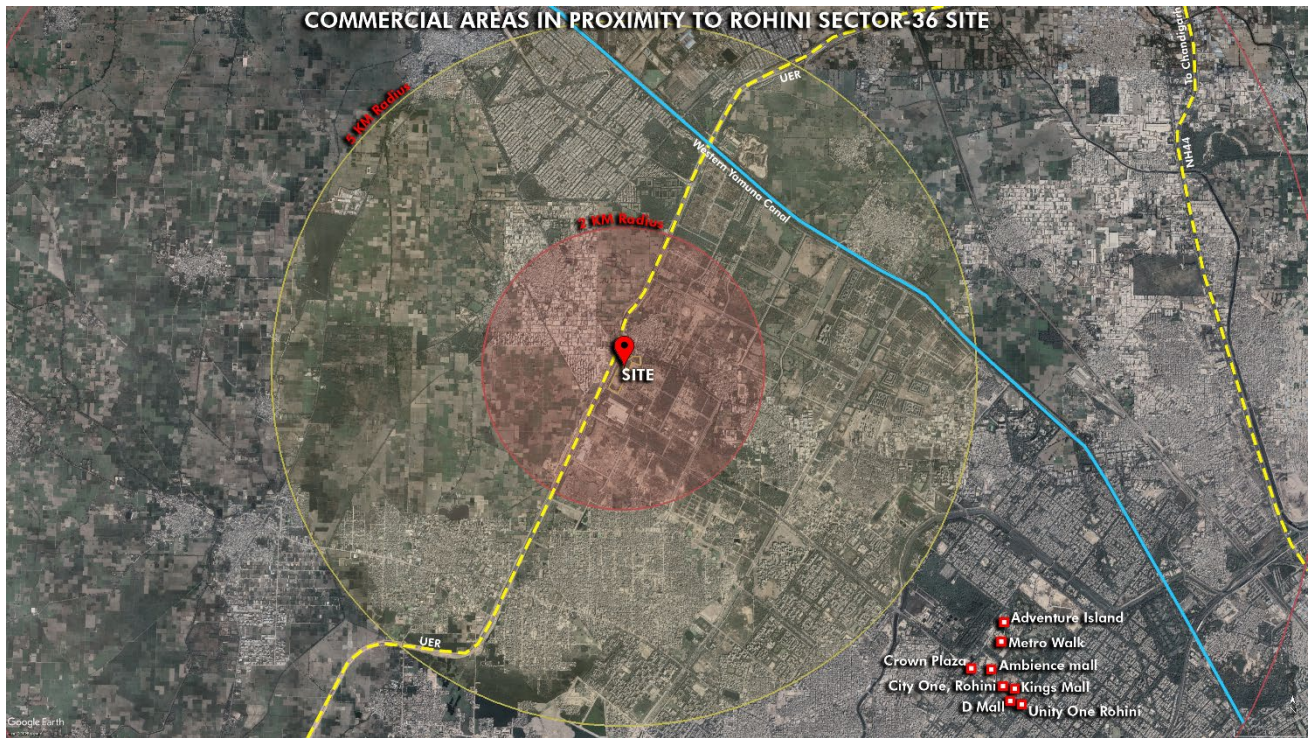 COMMERCIAL AREAS IN PROXIMITY TO ROHINI SECTOR-36 SITE
To Chandigarh
UER
NH44
5 KM Radius
Western Yamuna Canal
2 KM Radius
SITE
UER
Adventure Island
Metro Walk
Crown Plaza
Ambience mall
City One, Rohini
Kings Mall
D Mall
Unity One Rohini
Google Earth